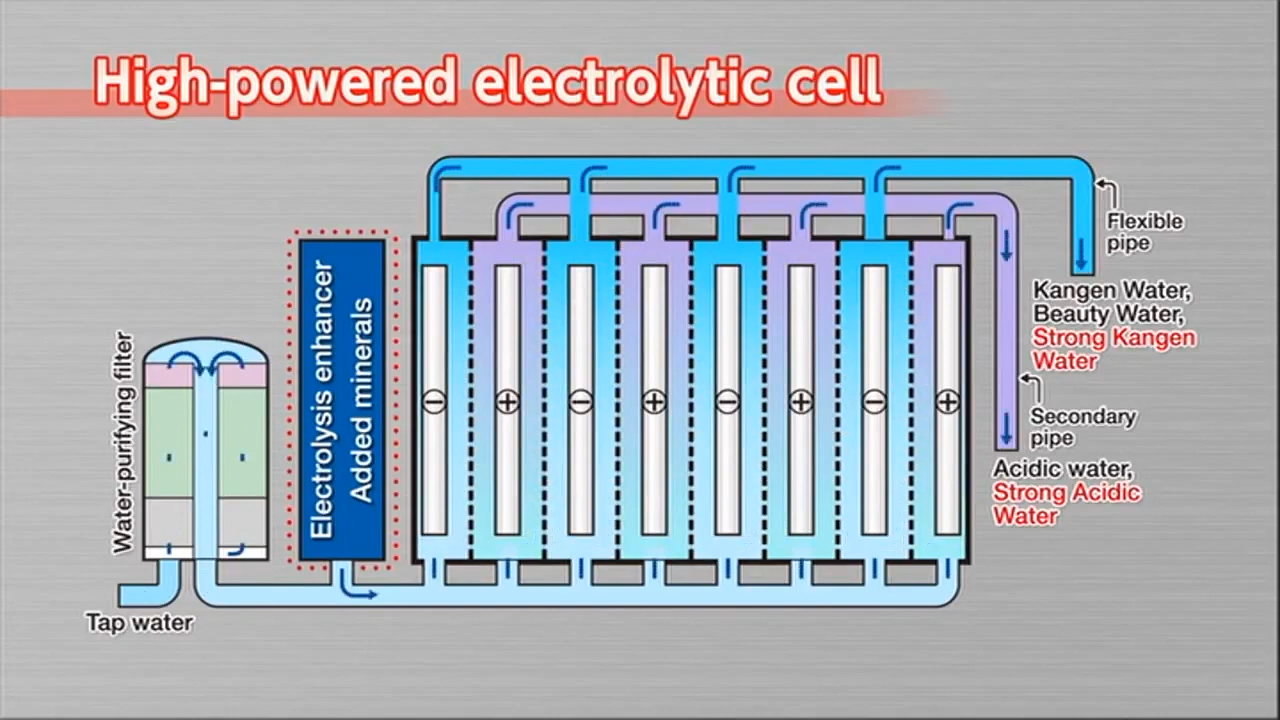 High-powered electrolytic cell
Flexible
pipe
Kangen Water,
Beauty Water,
Strong Kangen
Water
Secondary
pipe
Acidic water,
Strong Acidic
Water
Electrolysis enhancer
Added minerals
Water-purifying filter
Tap water
− + − + − + − +